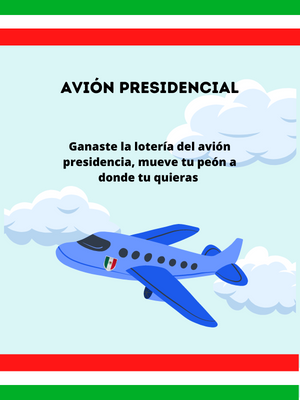 AVIÓN PRESIDENCIAL
Ganaste la lotería del avión
presidencia, mueve tu peón a
donde tu quieras